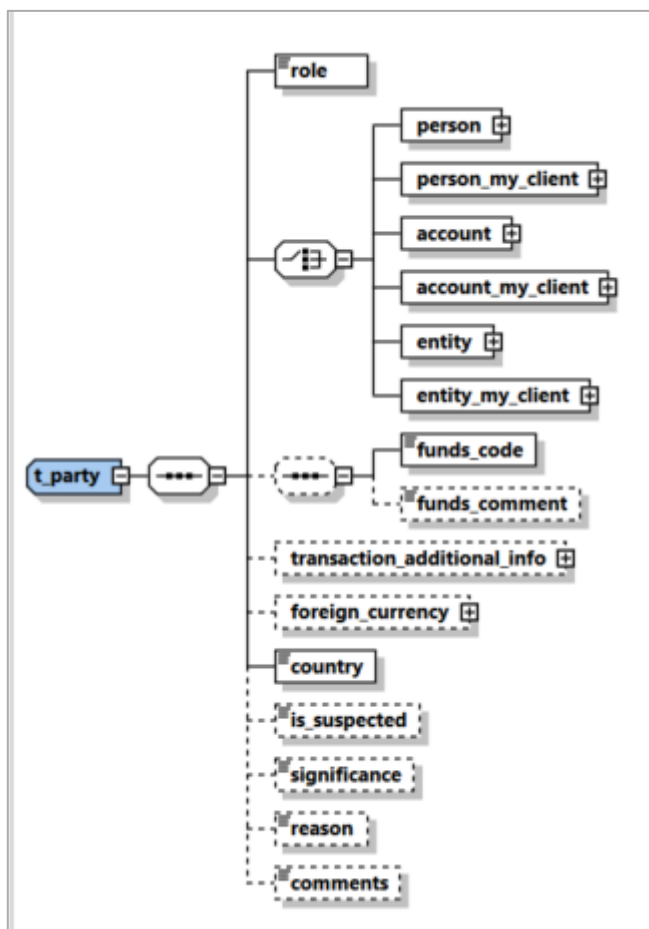 role
person
person_my_client
account
account_my_client
entity
entity_my_client
t_party
funds_code
funds_comment
transaction_additional_info
foreign_currency
country
is_suspected
significance
reason
comments